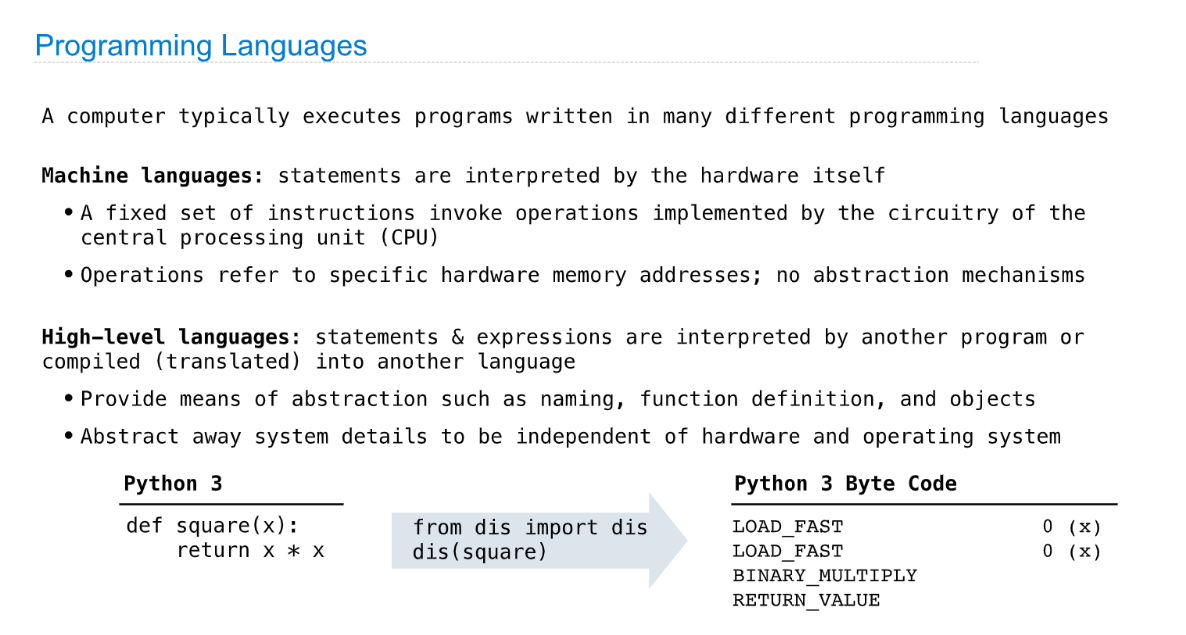 Programming Languages
A computer typically executes programs written in many different programming languages
Machine languages: statements are interpreted by the hardware itself
• A fixed set of instructions invoke operations implemented by the circuitry of the
central processing unit (CPU)
• Operations refer to specific hardware memory addresses; no abstraction mechanisms
High-level languages: statements & expressions are interpreted by another program or
compiled (translated) into another language
• Provide means of abstraction such as naming, function definition, and objects
• Abstract away system details to be independent of hardware and operating system
Python 3
def square(x):
    return x * x
from dis import dis
dis(square)
Python 3 Byte Code
LOAD_FAST 0 (x)
LOAD_FAST 0 (x)
BINARY_MULTIPLY
RETURN_VALUE